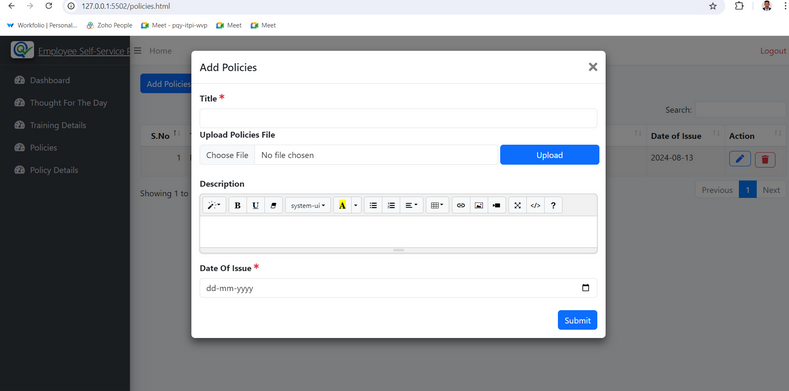 127.0.0.1:5502/policies.html
Workfolio | Personal... Zoho People Meet - pqy-itpi-wvp Meet Meet
Employee Self-Service Home Logout
Dashboard
Thought For The Day
Training Details
Policies
Policy Details
Add Policies
Add Policies
Title *
Upload Policies File
Choose File No file chosen Upload
Description
B U system-ui A </> ?
Date Of Issue *
dd-mm-yyyy
Submit
Search:
S.No Date of Issue Action
1 2024-08-13
Showing 1 to Previous 1 Next